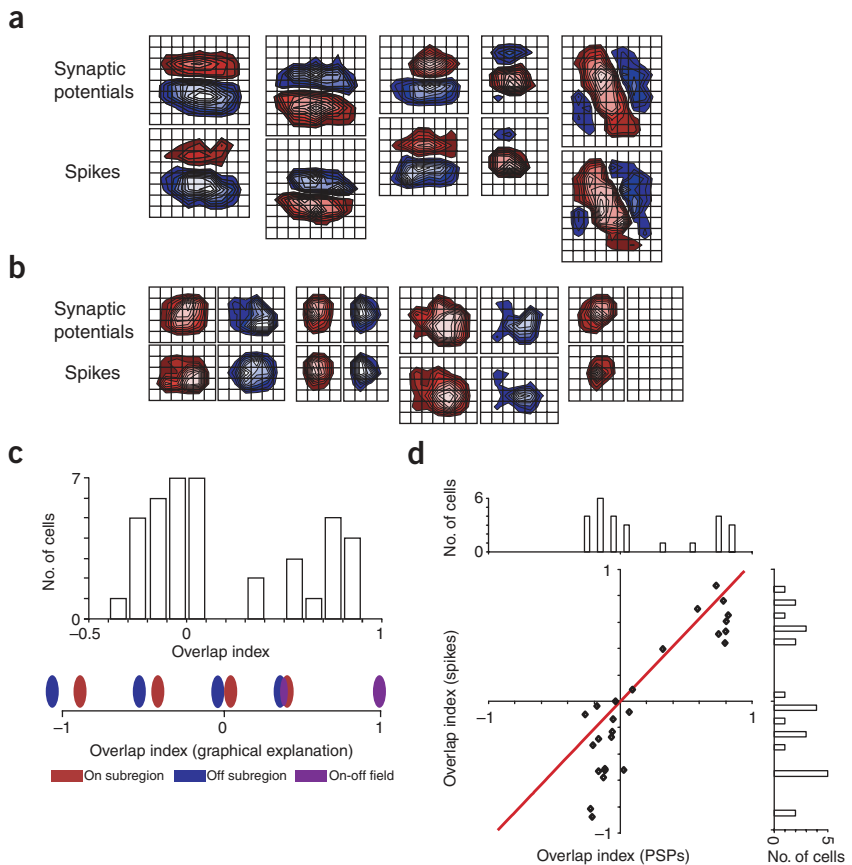 a
Synaptic
potentials
Spikes
b
Synaptic
potentials
Spikes
c
7
No. of cells
0
−0.5
0
1
Overlap index
−1
0
1
Overlap index (graphical explanation)
On subregion
Off subregion
On-off field
d
6
No. of cells
0
1
Overlap index (spikes)
−1
1
−1
Overlap index (PSPs)
0
5
No. of cells